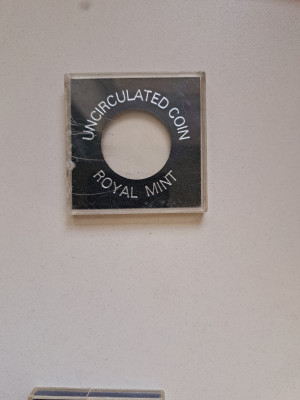 UNCIRCULATED COIN
ROYAL MINT